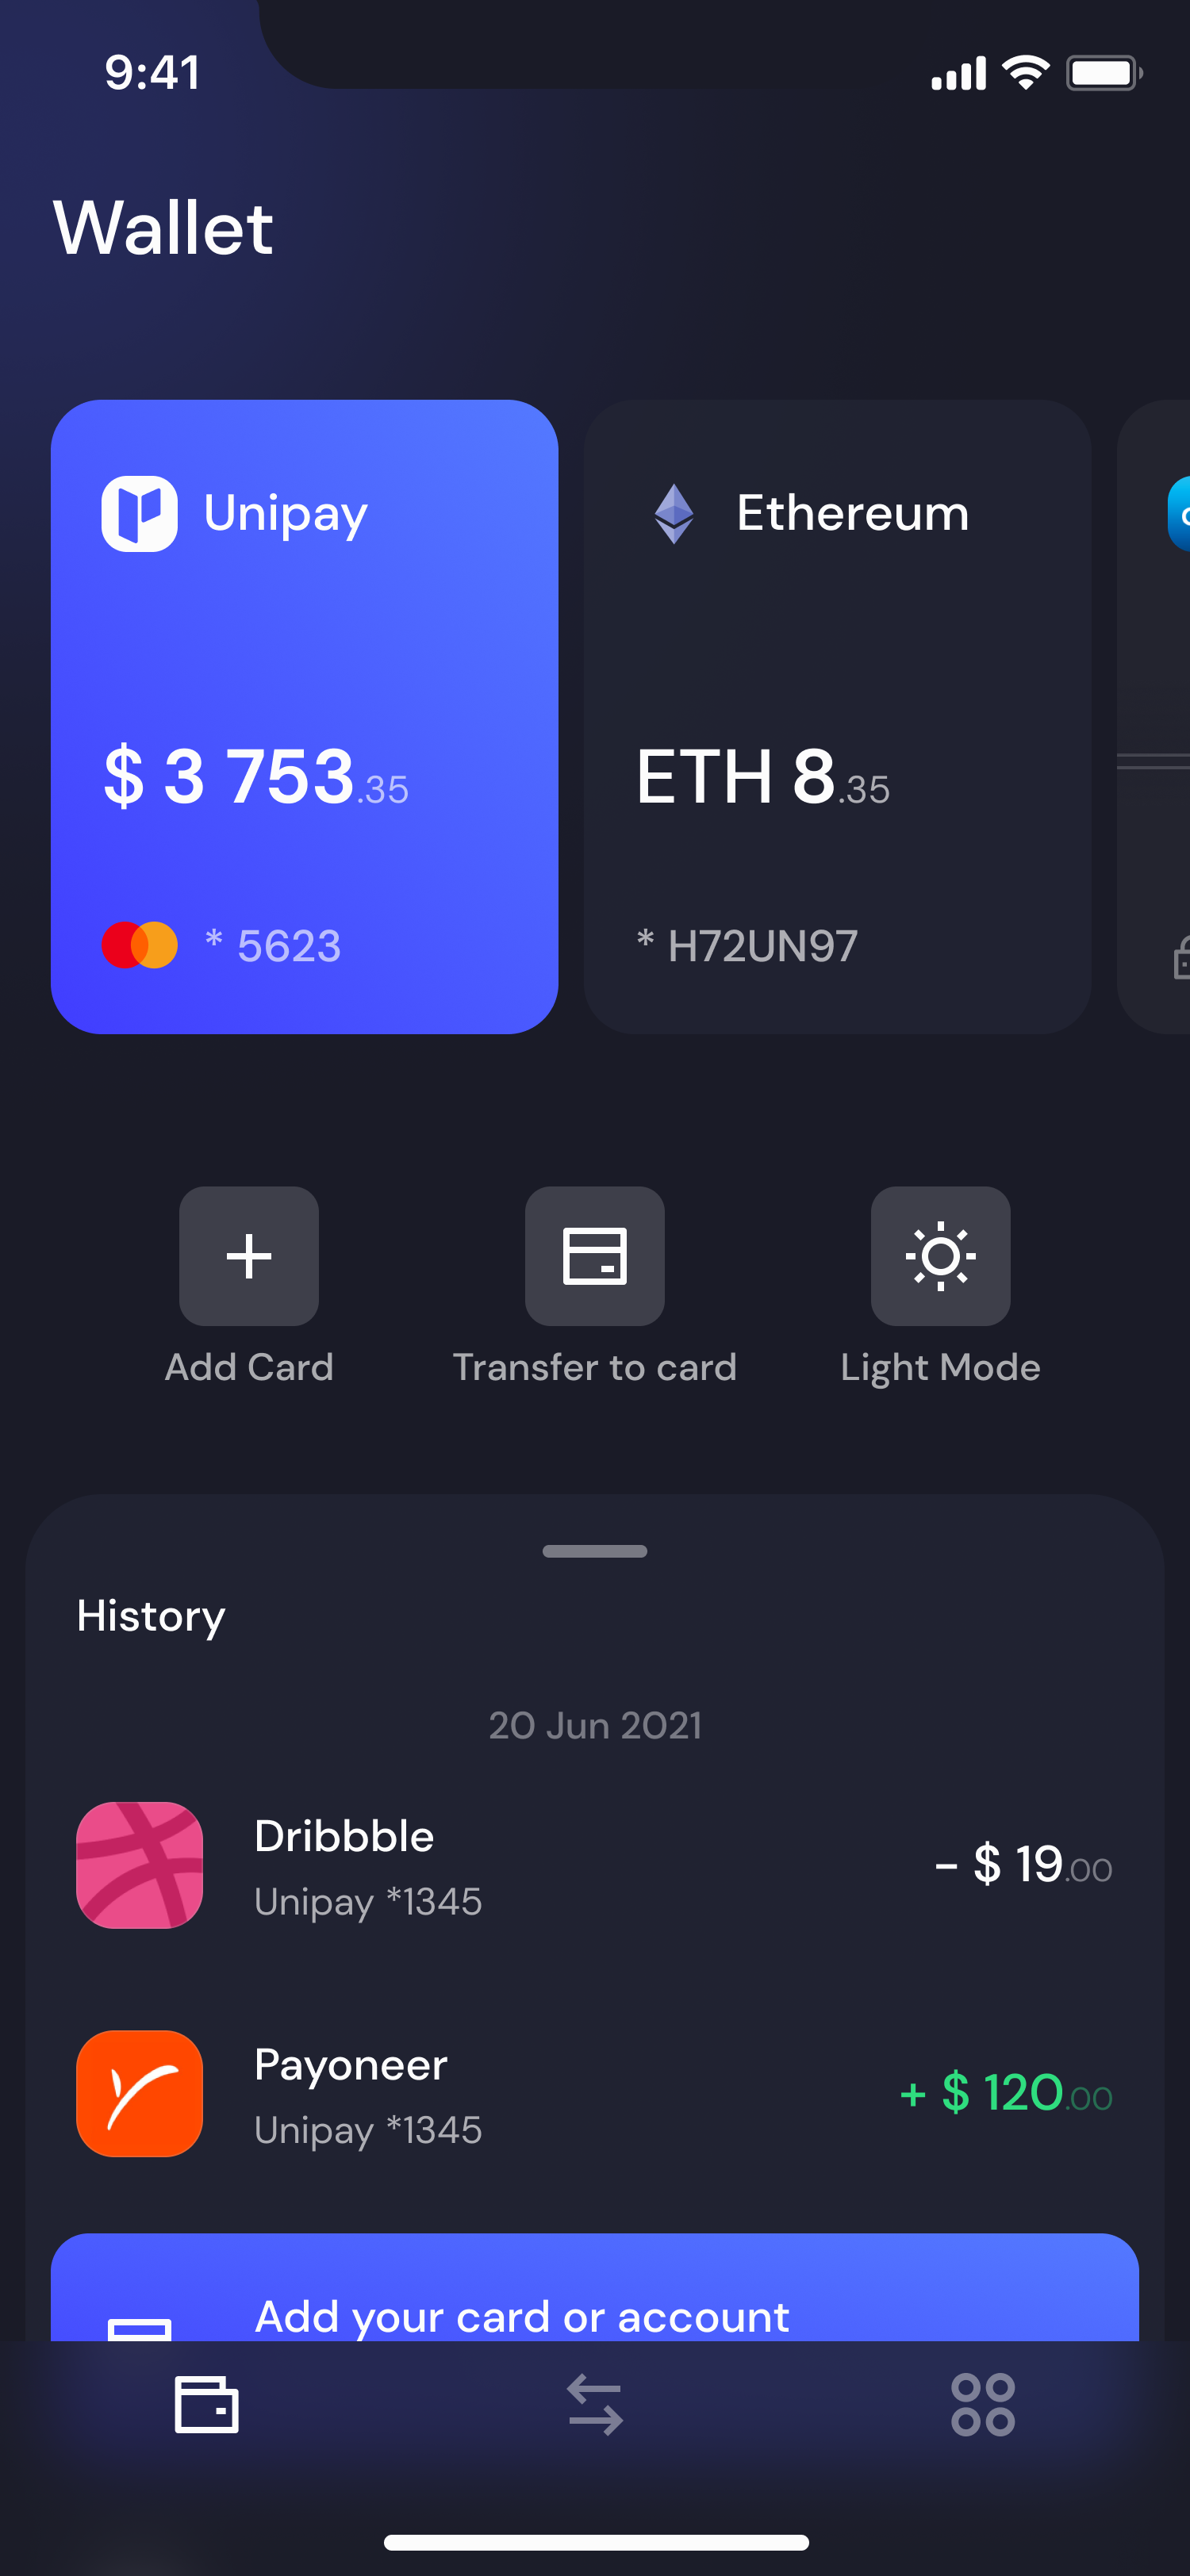 9:41
Wallet
Unipay
Ethereum
$ 3 753.35
ETH 8.35
* 5623
* H72UN97
Add Card
Transfer to card
Light Mode
History
20 Jun 2021
Dribbble
- $ 19.00
Unipay *1345
Payoneer
+ $ 120.00
Unipay *1345
Add your card or account